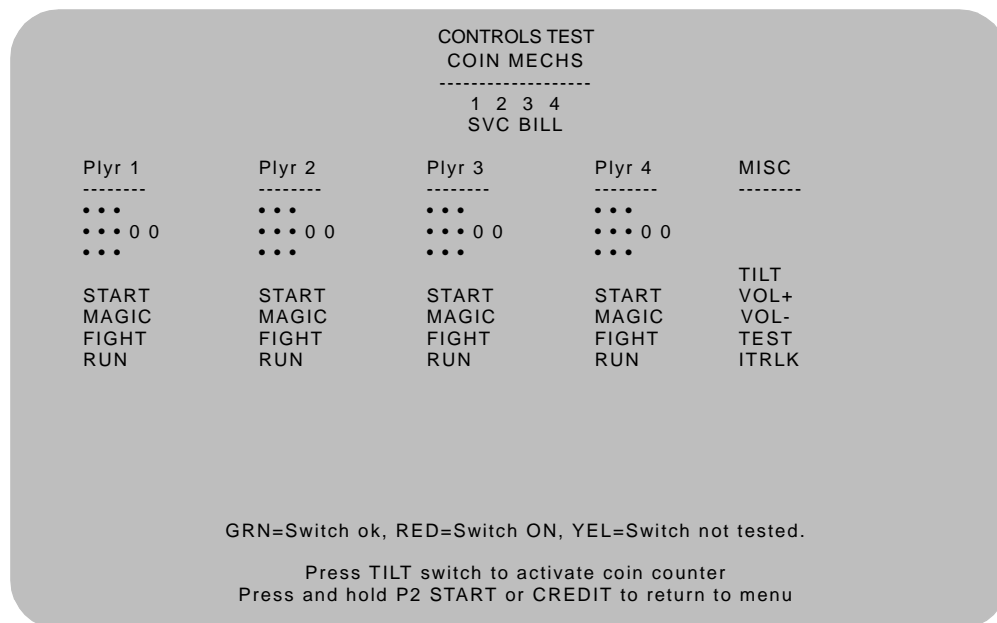 CONTROLS TEST
COIN MECHS
-------------------
1 2 3 4
SVC BILL
Plyr 1 Plyr 2 Plyr 3 Plyr 4 MISC
-------- -------- -------- -------- --------
• • • • • • • • • • • •
• • • 0 0 • • • 0 0 • • • 0 0 • • • 0 0
• • • • • • • • • • • •
TILT
START START START START VOL+
MAGIC MAGIC MAGIC MAGIC VOL-
FIGHT FIGHT FIGHT FIGHT TEST
RUN RUN RUN RUN ITRLK
GRN=Switch ok, RED=Switch ON, YEL=Switch not tested.
Press TILT switch to activate coin counter
Press and hold P2 START or CREDIT to return to menu